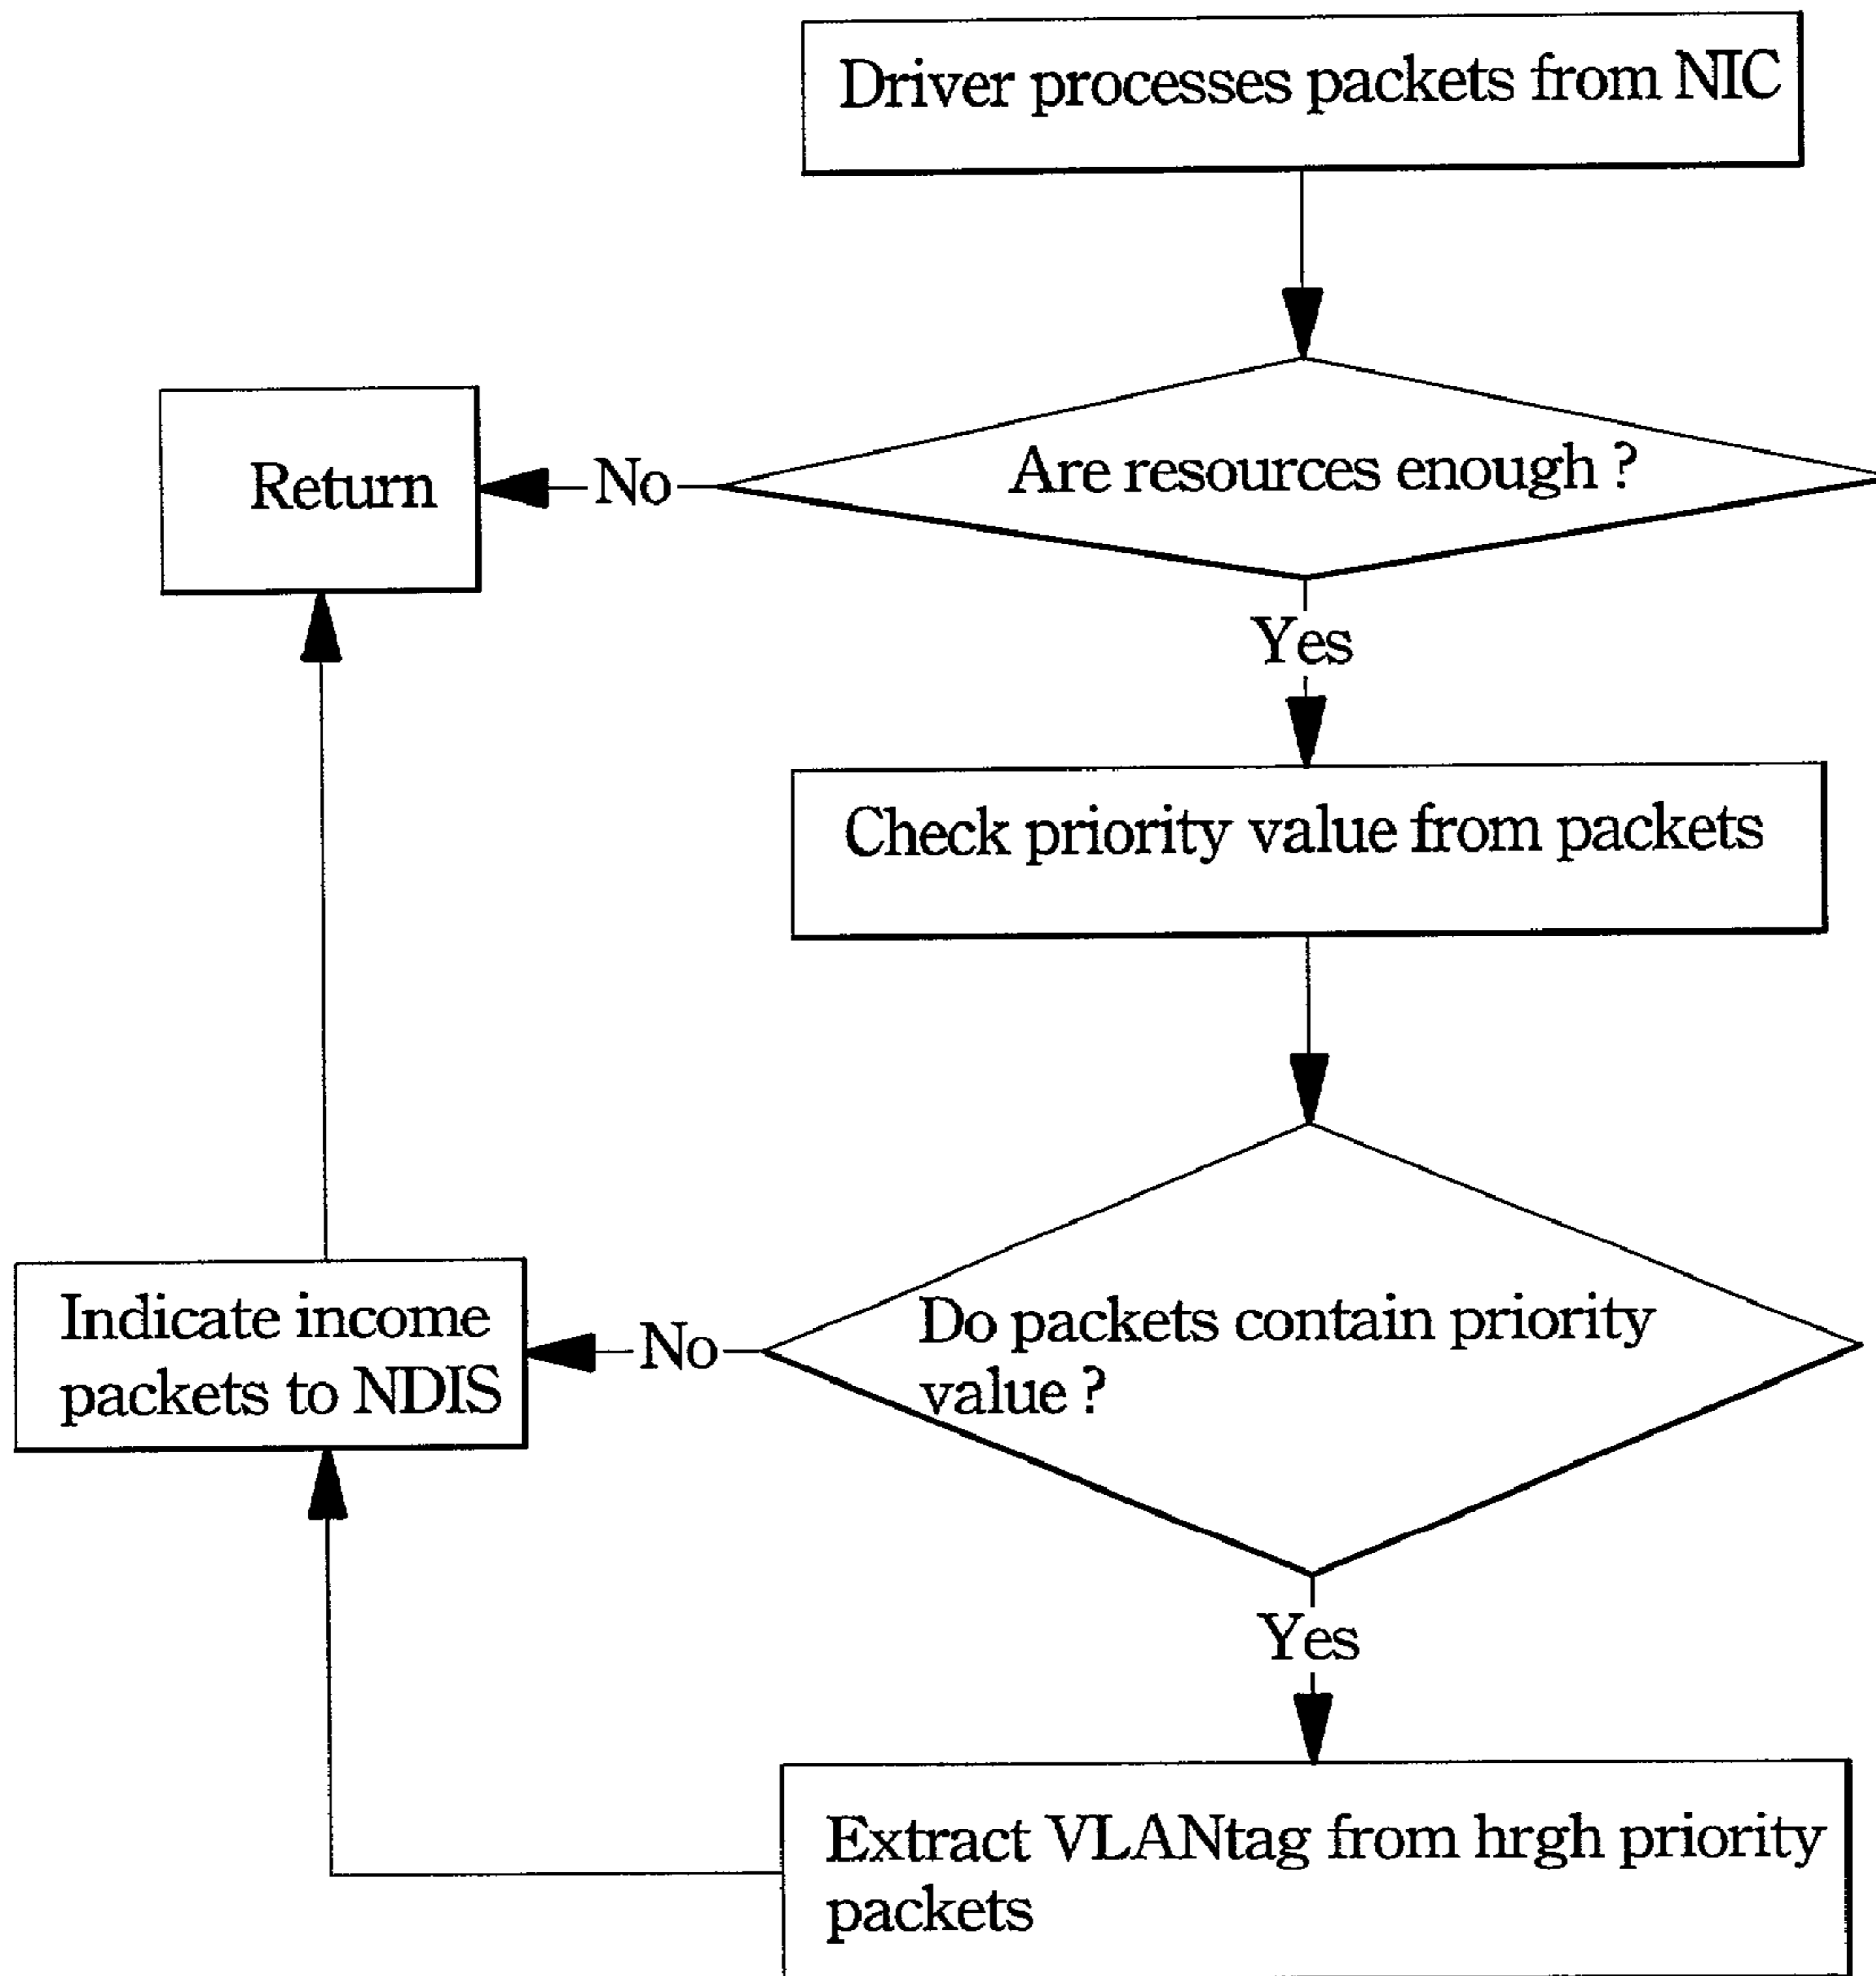 Driver processes packets from NIC
Are resources enough ?
No
Return
Yes
Check priority value from packets
Do packets contain priority
value ?
No
Indicate income
packets to NDIS
Yes
Extract VLANtag from hrgh priority
packets